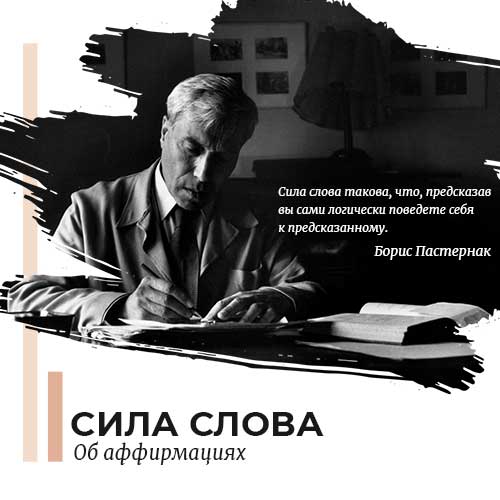 Сила слова такова, что, предсказав
вы сами логически поведете себя
к предсказанному.
Борис Пастернак
СИЛА СЛОВА
Об аффирмациях